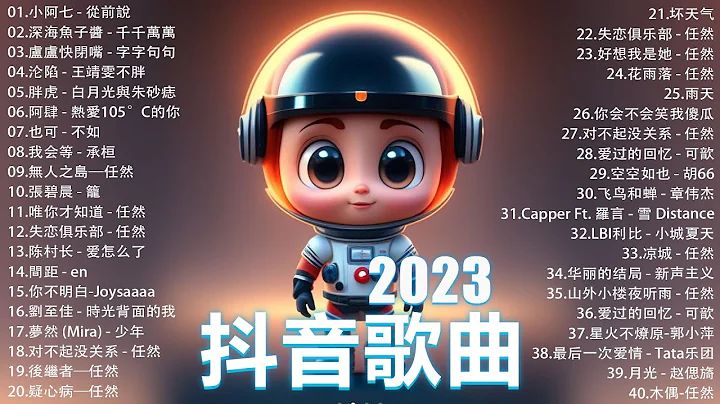 01.小阿七 - 從前說
02.深海魚子醬 - 千千萬萬
03.盧盧快閉嘴 - 字字句句
04.沦陷 - 王靖雯不胖
05.胖虎 - 白月光與朱砂痣
06.阿肆 - 熱愛105°C的你
07.也可 - 不如
08.我会等 - 承桓
09.無人之島—任然
10.張碧晨 - 籠
11.唯你才知道 - 任然
12.失恋俱乐部 - 任然
13.陈村长 - 爱怎么了
14.間距 - en
15.你不明白-Joysaaaa
16.劉至佳 - 時光背面的我
17.夢然 (Mira) - 少年
18.对不起没关系 - 任然
19.後繼者—任然
20.疑心病—任然
21.坏天气
22.失恋俱乐部 - 任然
23.好想我是她 - 任然
24.花雨落 - 任然
25.雨天
26.你会不会笑我傻瓜
27.对不起没关系 - 任然
28.爱过的回忆 - 可歆
29.空空如也 - 胡66
30.飞鸟和蝉 - 章伟杰
31.Capper Ft. 羅言 - 雪 Distance
32.LBI利比 - 小城夏天
33.凉城 - 任然
34.华丽的结局 - 新声主义
35.山外小楼夜听雨 - 任然
36.爱过的回忆 - 可歆
37.星火不燎原-郭小萍
38.最后一次爱情 - Tata乐团
39.月光 - 赵偲旖
40.木偶-任然
2023
抖音歌曲